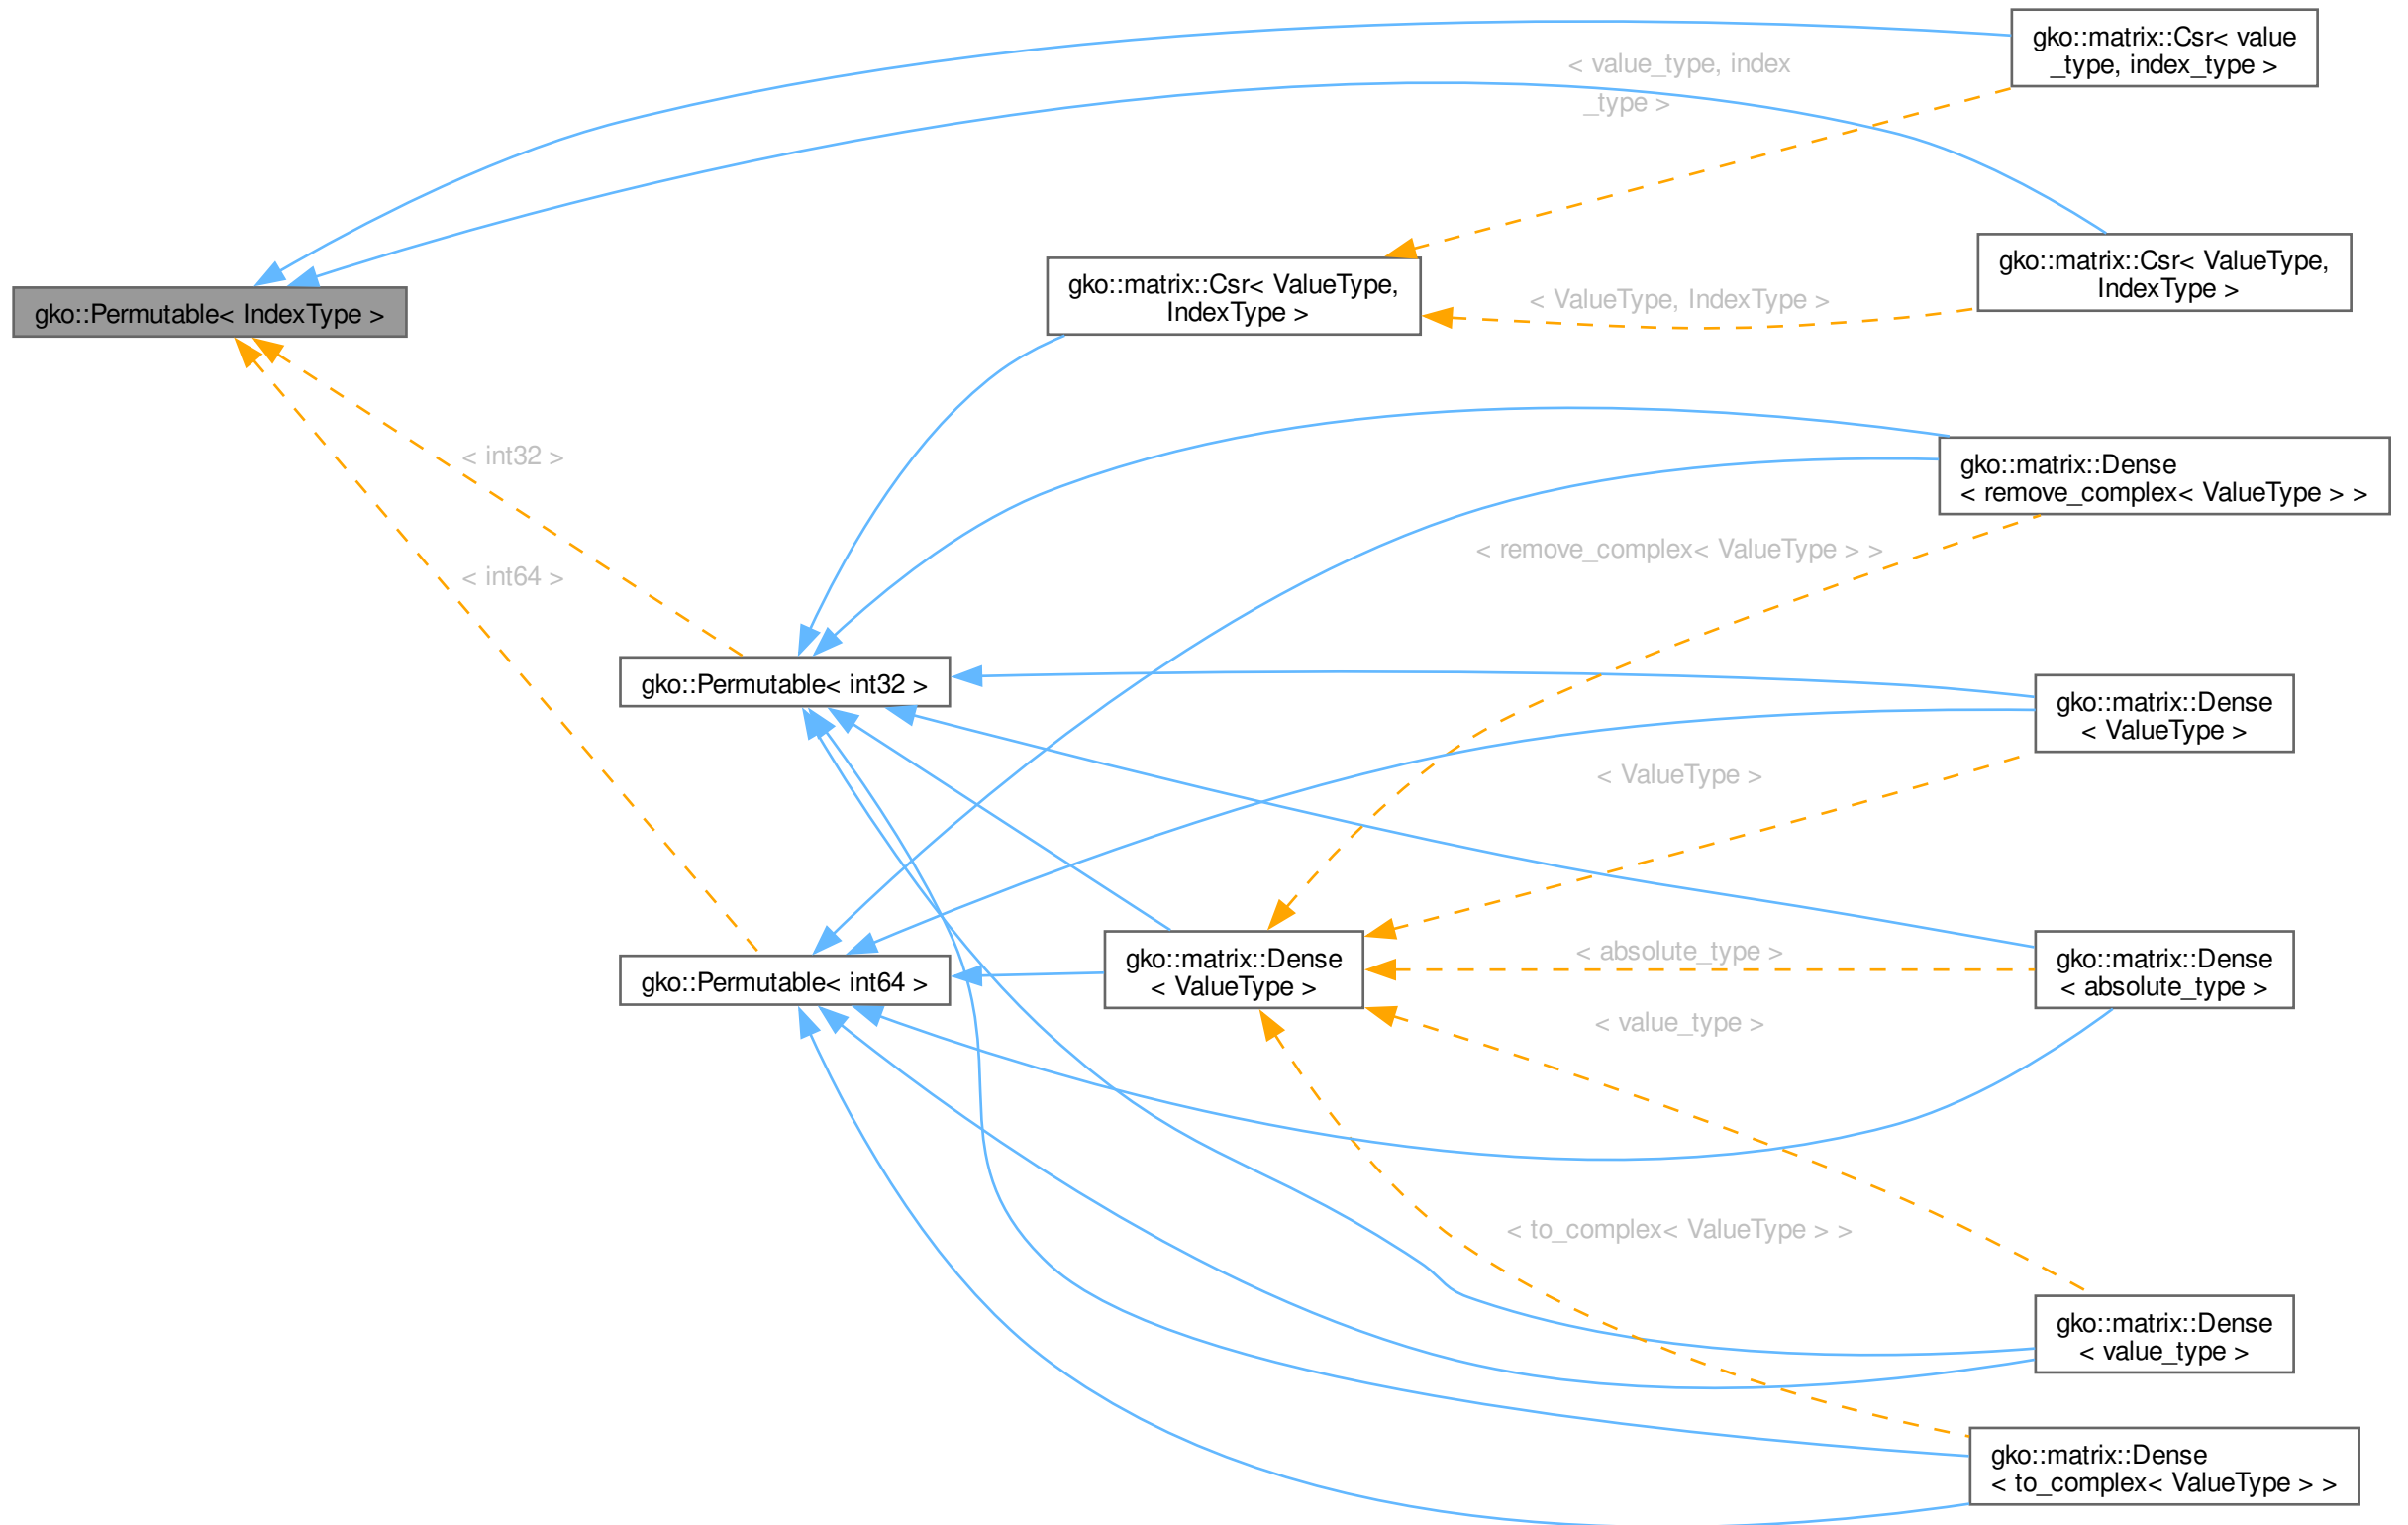 gko::matrix::Csr< value
_type, index_type >
< value_type, index
_type >
gko::matrix::Csr< ValueType,
IndexType >
gko::matrix::Csr< ValueType,
IndexType >
< ValueType, IndexType >
gko::Permutable< IndexType >
< int32 >
gko::matrix::Dense
< remove_complex< ValueType > >
< remove_complex< ValueType > >
< int64 >
gko::Permutable< int32 >
gko::matrix::Dense
< ValueType >
< ValueType >
gko::Permutable< int64 >
gko::matrix::Dense
< ValueType >
< absolute_type >
gko::matrix::Dense
< absolute_type >
< value_type >
< to_complex< ValueType > >
gko::matrix::Dense
< value_type >
gko::matrix::Dense
< to_complex< ValueType > >